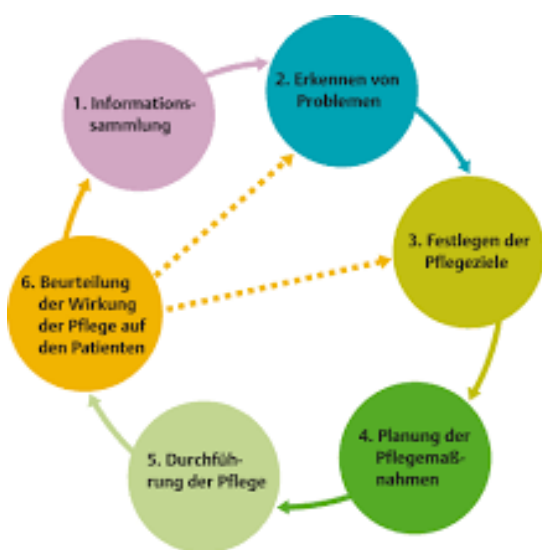 1. Informations-
sammlung
2. Erkennen von
Problemen
3. Festlegen der
Pflegeziele
4. Planung der
Pflegemaß-
nahmen
5. Durchfüh-
rung der Pflege
6. Beurteilung
der Wirkung
der Pflege auf
den Patienten